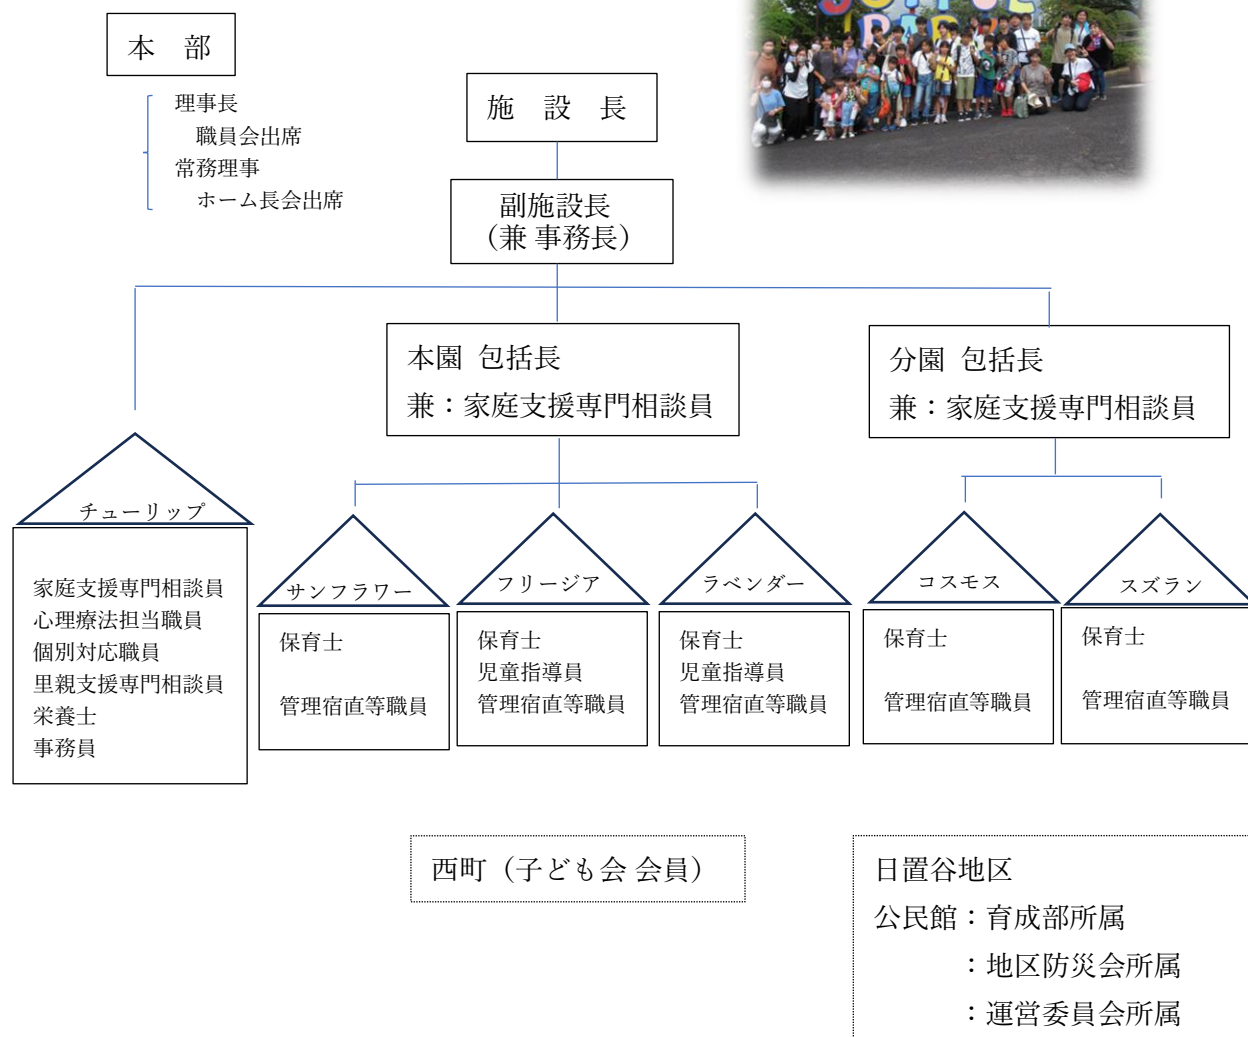 本 部
理事長
職員会出席
常務理事
ホーム長会出席
施 設 長
副施設長
（兼 事務長）
本園 包括長
兼：家庭支援専門相談員
分園 包括長
兼：家庭支援専門相談員
チューリップ
家庭支援専門相談員
心理療法担当職員
個別対応職員
里親支援専門相談員
栄養士
事務員
サンフラワー
保育士
管理宿直等職員
フリージア
保育士
児童指導員
管理宿直等職員
ラベンダー
保育士
児童指導員
管理宿直等職員
コスモス
保育士
管理宿直等職員
スズラン
保育士
管理宿直等職員
西町（子ども会 会員）
日置谷地区
公民館：育成部所属
：地区防災会所属
：運営委員会所属